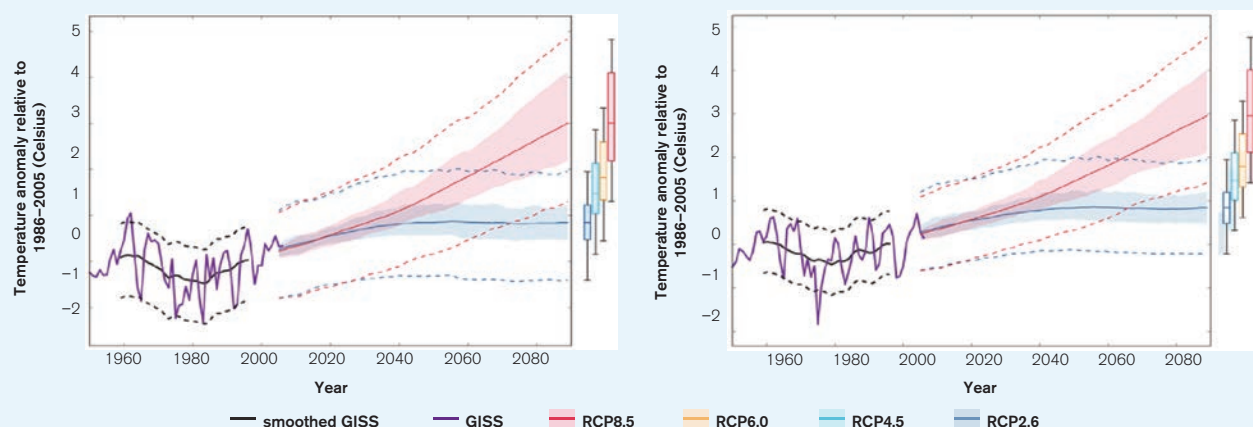 Temperature anomaly relative to
1986–2005 (Celsius)
5
4
3
2
1
0
–1
–2
1960 1980 2000 2020 2040 2060 2080
Year
Temperature anomaly relative to
1986–2005 (Celsius)
5
4
3
2
1
0
–1
–2
1960 1980 2000 2020 2040 2060 2080
Year
smoothed GISS GISS RCP8.5 RCP6.0 RCP4.5 RCP2.6